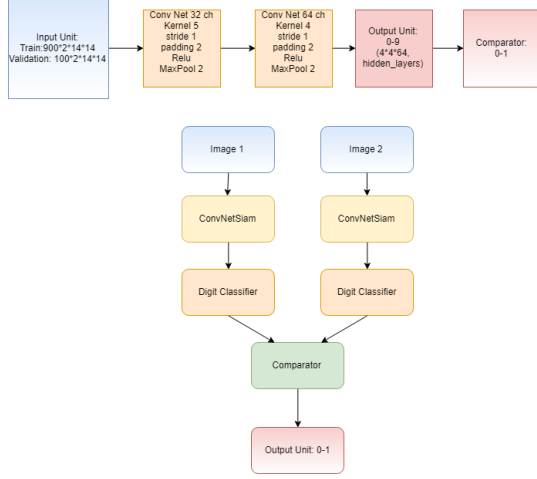 Input Unit:
Train:900*2*14*14
Validation: 100*2*14*14
Conv Net 32 ch
Kernel 5
stride 1
padding 2
Relu
MaxPool 2
Conv Net 64 ch
Kernel 4
stride 1
padding 2
Relu
MaxPool 2
Output Unit:
0-9
(4*4*64,
hidden_layers)
Comparator:
0-1
Image 1
Image 2
ConvNetSiam
ConvNetSiam
Digit Classifier
Digit Classifier
Comparator
Output Unit: 0-1